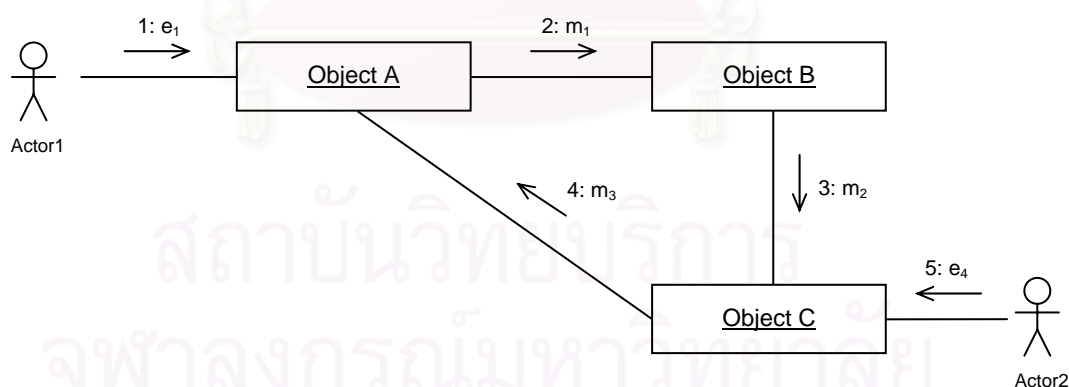 1: e₁
2: m₁
Object A
Object B
Actor1
4: m₃
3: m₂
สถาบันวิทยบริการ
5: e₄
Object C
จุฬาลงกรณ์มหาวิทยาลัย
Actor2